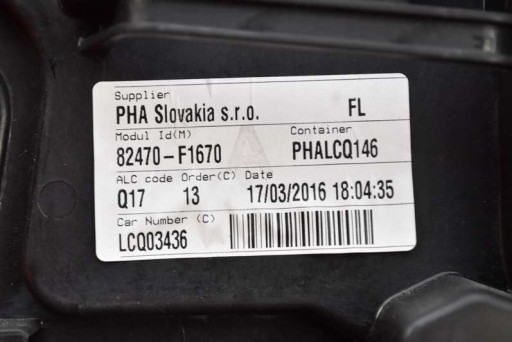 Supplier
PHA Slovakia s.r.o. FL
Modul Id(M) Container
82470-F1670 PHALCQ146
ALC code Order(C) Date
Q17 13 17/03/2016 18:04:35
Car Number (C)
LCQ03436